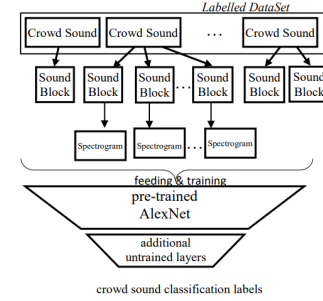 Labelled DataSet
Crowd Sound Crowd Sound ... Crowd Sound
Sound Sound Sound Sound Sound Sound
Block Block Block ... Block Block Block
Spectrogram Spectrogram ... Spectrogram
feeding & training
pre-trained
AlexNet
additional
untrained layers
crowd sound classification labels